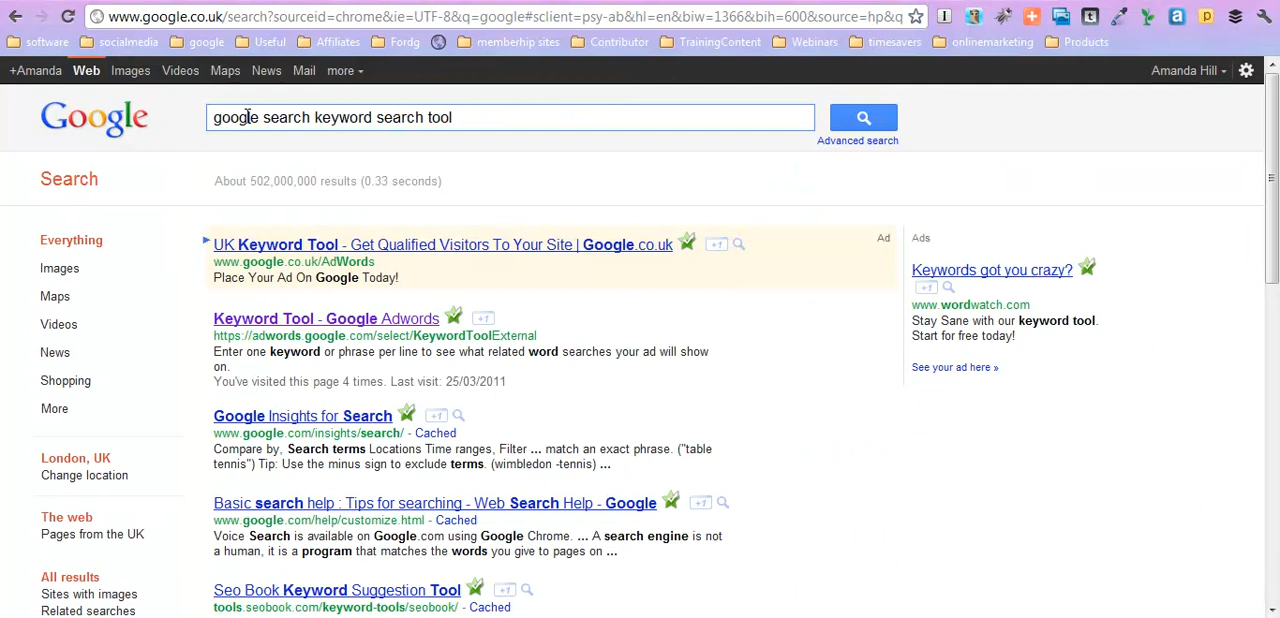 www.google.co.uk/search?sourceid=chrome&ie=UTF-8&q=google#sclient=psy-ab&hl=en&biw=1366&bih=600&source=hp&q
software socialmedia google Useful Affiliates Fordg memberhip sites Contributor TrainingContent Webinars timesavers onlinemarketing Products
+Amanda Web Images Videos Maps News Mail more Amanda Hill
Google google search keyword search tool
Advanced search
Search About 502,000,000 results (0.33 seconds)
Everything
Images
Maps
Videos
News
Shopping
More
London, UK
Change location
The web
Pages from the UK
All results
Sites with images
Related searches
UK Keyword Tool - Get Qualified Visitors To Your Site | Google.co.uk +1 Ad
www.google.co.uk/AdWords
Place Your Ad On Google Today!
Keyword Tool - Google Adwords +1
https://adwords.google.com/select/KeywordToolExternal
Enter one keyword or phrase per line to see what related word searches your ad will show
on.
You've visited this page 4 times. Last visit: 25/03/2011
Google Insights for Search +1
www.google.com/insights/search/ - Cached
Compare by, Search terms Locations Time ranges, Filter ... match an exact phrase. ("table
tennis") Tip: Use the minus sign to exclude terms. (wimbledon -tennis) ...
Basic search help : Tips for searching - Web Search Help - Google +1
www.google.com/help/customize.html - Cached
Voice Search is available on Google.com using Google Chrome. ... A search engine is not
a human, it is a program that matches the words you give to pages on ...
Seo Book Keyword Suggestion Tool +1
tools.seobook.com/keyword-tools/seobook/ - Cached
Ads
Keywords got you crazy?
+1
www.wordwatch.com
Stay Sane with our keyword tool.
Start for free today!
See your ad here »